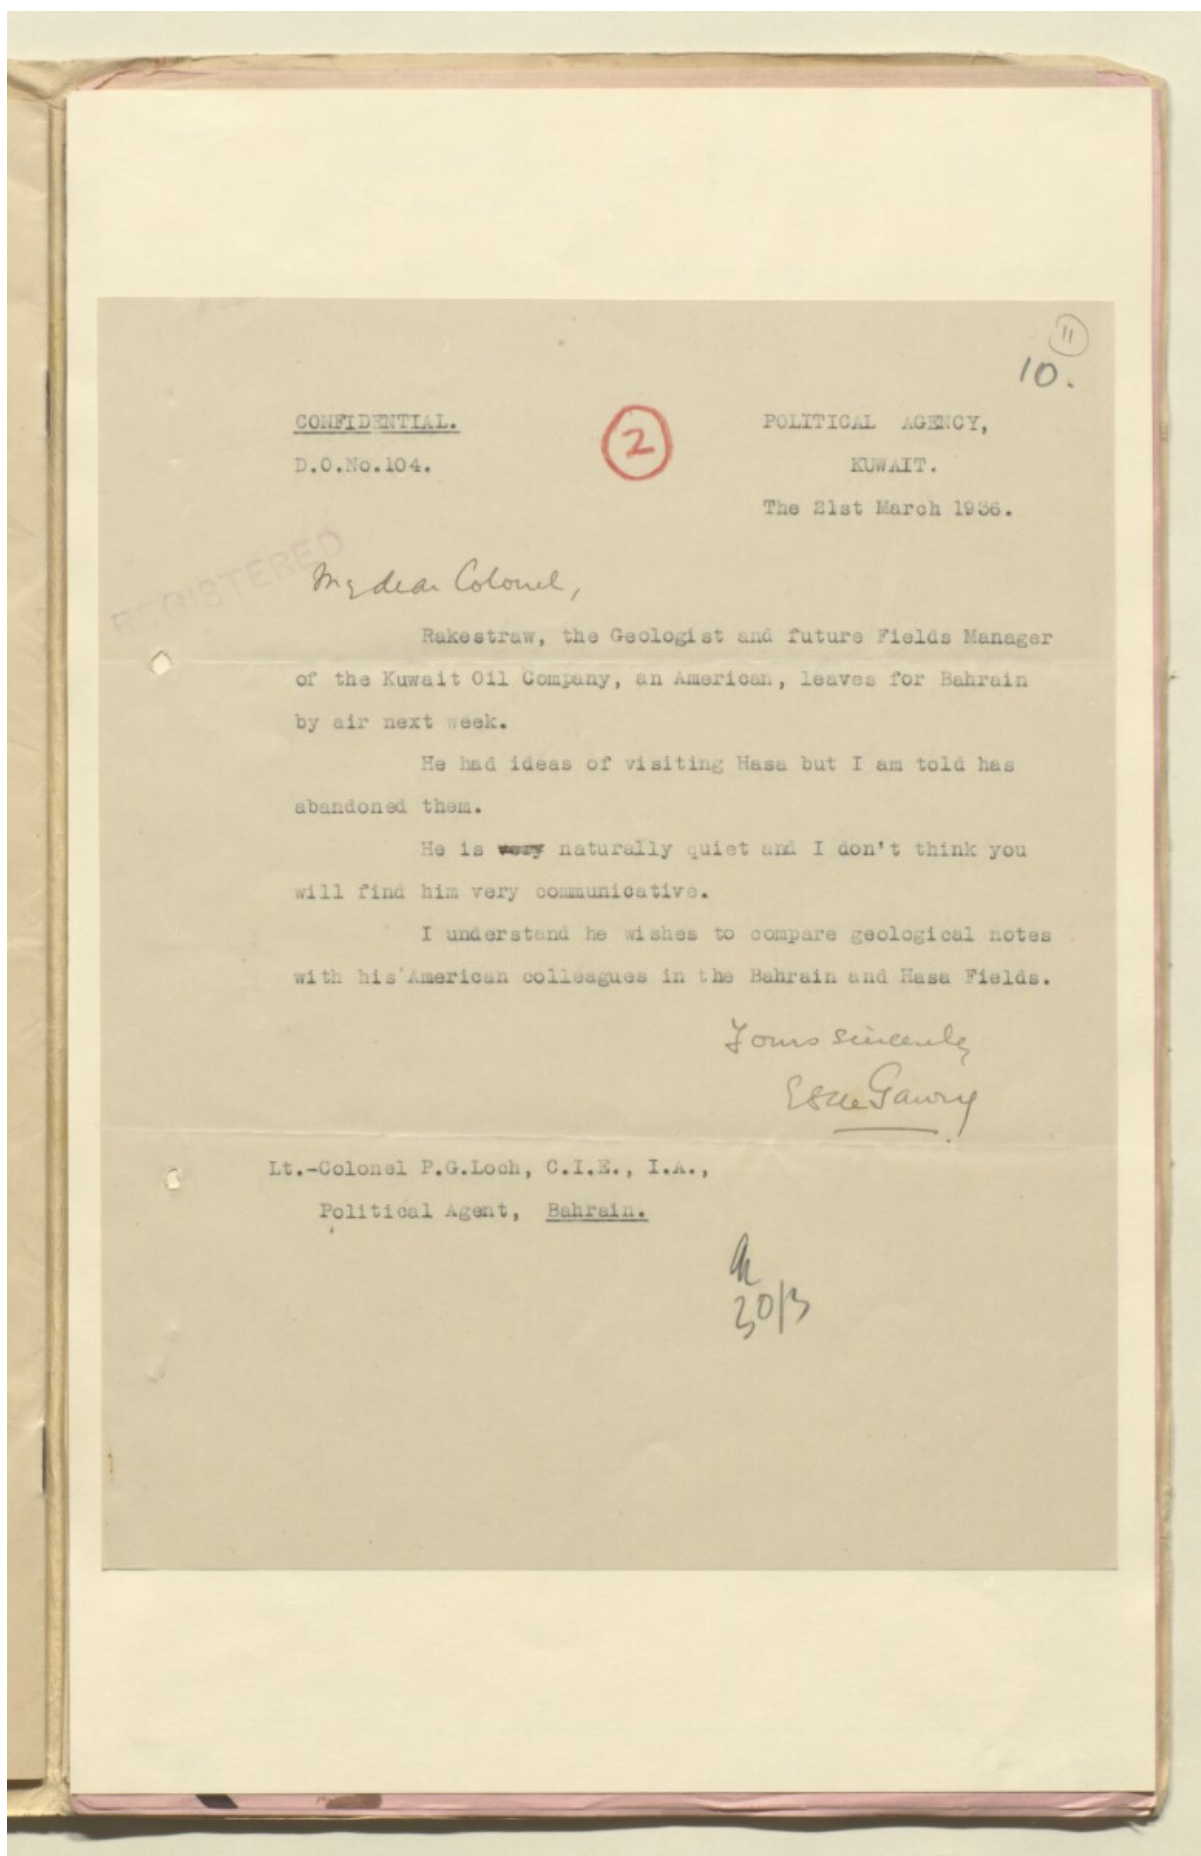 11
10.
CONFIDENTIAL.
2
POLITICAL AGENCY,
D.O.No.104.
KUWAIT.
The 21st March 1936.
REGISTERED
My dear Colonel,
Rakestraw, the Geologist and future Fields Manager
of the Kuwait Oil Company, an American, leaves for Bahrain
by air next week.
He had ideas of visiting Hasa but I am told has
abandoned them.
He is very naturally quiet and I don't think you
will find him very communicative.
I understand he wishes to compare geological notes
with his American colleagues in the Bahrain and Hasa Fields.
Yours sincerely
Gaury
Lt.-Colonel P.G.Loch, C.I.E., I.A.,
Political Agent, Bahrain.
30/3